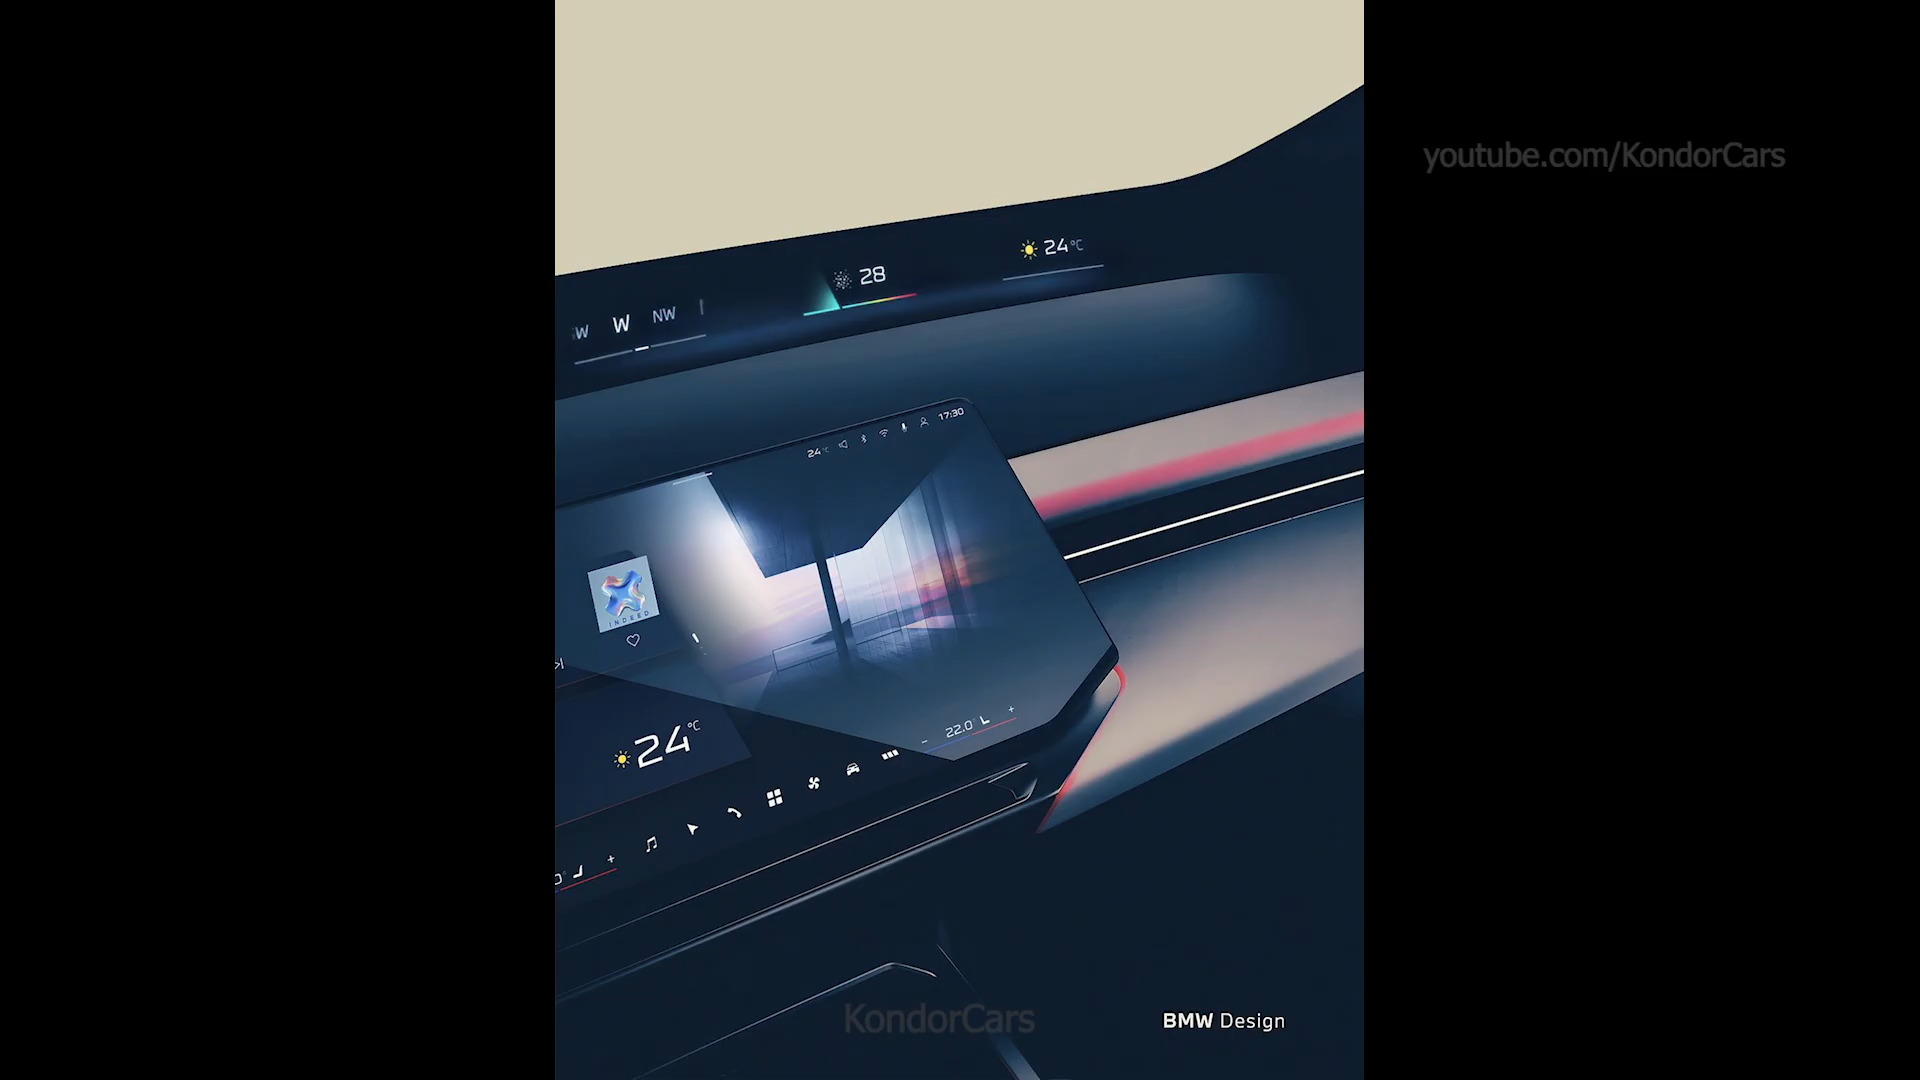 youtube.com/KondorCars
24°C
28
W NW
17:30
24°C
INDEED
22.0°
24°C
KondorCars
BMW Design